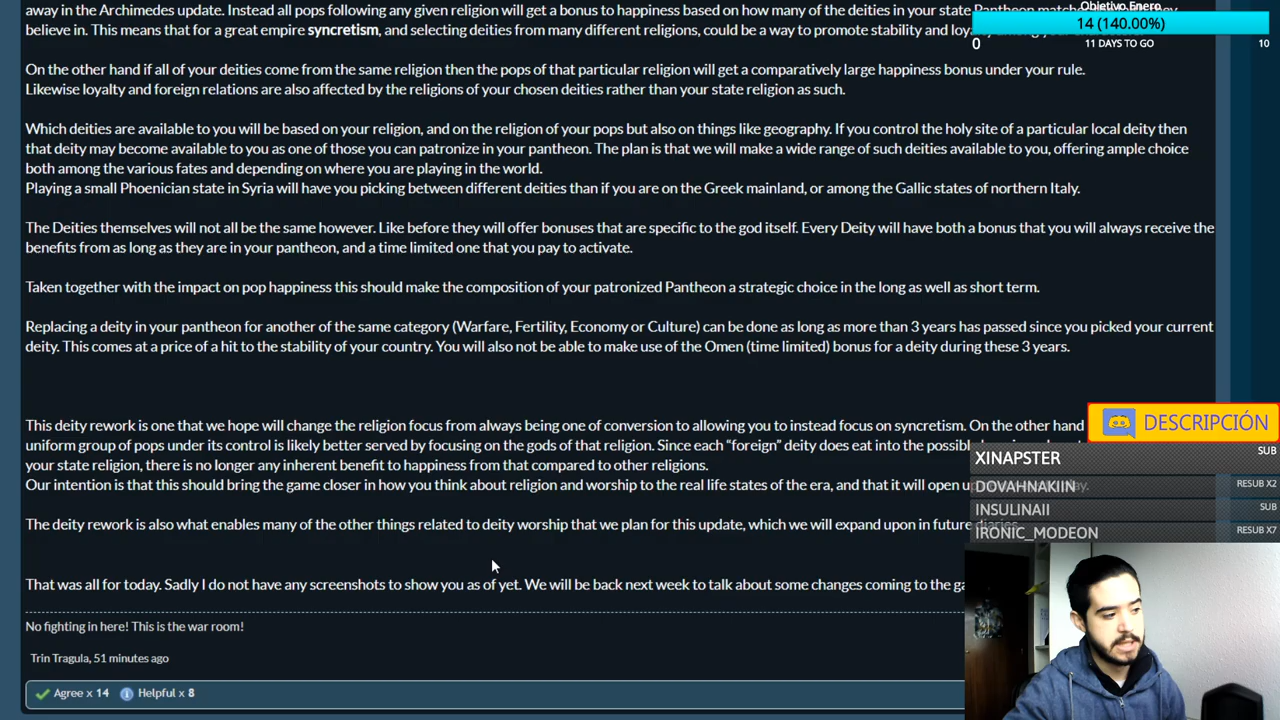 away in the Archimedes update. Instead all pops following any given religion will get a bonus to happiness based on how many of the deities in your state Pantheon
believe in. This means that for a great empire syncretism, and selecting deities from many different religions, could be a way to promote stability and
On the other hand if all of your deities come from the same religion then the pops of that particular religion will get a comparatively large happiness bonus under your rule.
Likewise loyalty and foreign relations are also affected by the religions of your chosen deities rather than your state religion as such.
Which deities are available to you will be based on your religion, and on the religion of your pops but also on things like geography. If you control the holy site of a particular local deity then
that deity may become available to you as one of those you can patronize in your pantheon. The plan is that we will make a wide range of such deities available to you, offering ample choice
both among the various fates and depending on where you are playing in the world.
Playing a small Phoenician state in Syria will have you picking between different deities than if you are on the Greek mainland, or among the Gallic states of northern Italy.
The Deities themselves will not all be the same however. Like before they will offer bonuses that are specific to the god itself. Every Deity will have both a bonus that you will always receive the
benefits from as long as they are in your pantheon, and a time limited one that you pay to activate.
Taken together with the impact on pop happiness this should make the composition of your patronized Pantheon a strategic choice in the long as well as short term.
Replacing a deity in your pantheon for another of the same category (Warfare, Fertility, Economy or Culture) can be done as long as more than 3 years has passed since you picked your current
deity. This comes at a price of a hit to the stability of your country. You will also not be able to make use of the Omen (time limited) bonus for a deity during these 3 years.
This deity rework is one that we hope will change the religion focus from always being one of conversion to allowing you to instead focus on syncretism. On the other hand
uniform group of pops under its control is likely better served by focusing on the gods of that religion. Since each “foreign” deity does eat into the
your state religion, there is no longer any inherent benefit to happiness from that compared to other religions.
Our intention is that this should bring the game closer in how you think about religion and worship to the real life states of the era, and that it will open
The deity rework is also what enables many of the other things related to deity worship that we plan for this update, which we will expand upon in future diaries.
That was all for today. Sadly I do not have any screenshots to show you as of yet. We will be back next week to talk about some changes coming to the
No fighting in here! This is the war room!
Trin Tragula, 51 minutes ago
Agree x 14 Helpful x 8
Objetivo Enero
14 (140.00%)
0 11 DAYS TO GO 10
DESCRIPCIÓN
XINAPSTER SUB
DOVAHNAKIIN RESUB X2
INSULINAII SUB
IRONIC_MODEON RESUB X7